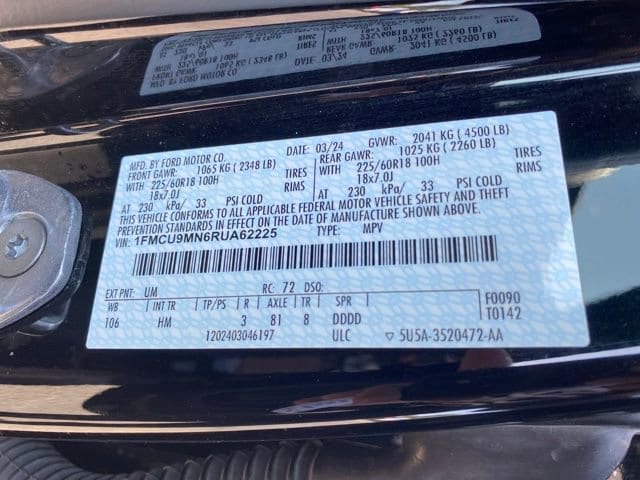 MFD. BY FORD MOTOR CO. DATE: 03/24 GVWR: 2041 KG (4500 LB)
FRONT GAWR: 1065 KG (2348 LB) REAR GAWR: 1025 KG (2260 LB)
WITH 225/60R18 100H TIRES WITH 225/60R18 100H TIRES
18x7.0J RIMS 18x7.0J RIMS
AT 230 kPa/ 33 PSI COLD AT 230 kPa/ 33 PSI COLD
THIS VEHICLE CONFORMS TO ALL APPLICABLE FEDERAL MOTOR VEHICLE SAFETY, BUMPER, AND THEFT
PREVENTION STANDARDS IN EFFECT ON THE DATE OF MANUFACTURE SHOWN ABOVE.
VIN: 1FMCU9MN6RUA62225 TYPE: MPV
EXT PNT: UM RC: 72 DSO:
WB INT TR TP/PS R AXLE TR SPR F0090
106 HM 3 81 8 DDDD T0142
1202403046197 ULC ▽ 5U5A-3520472-AA